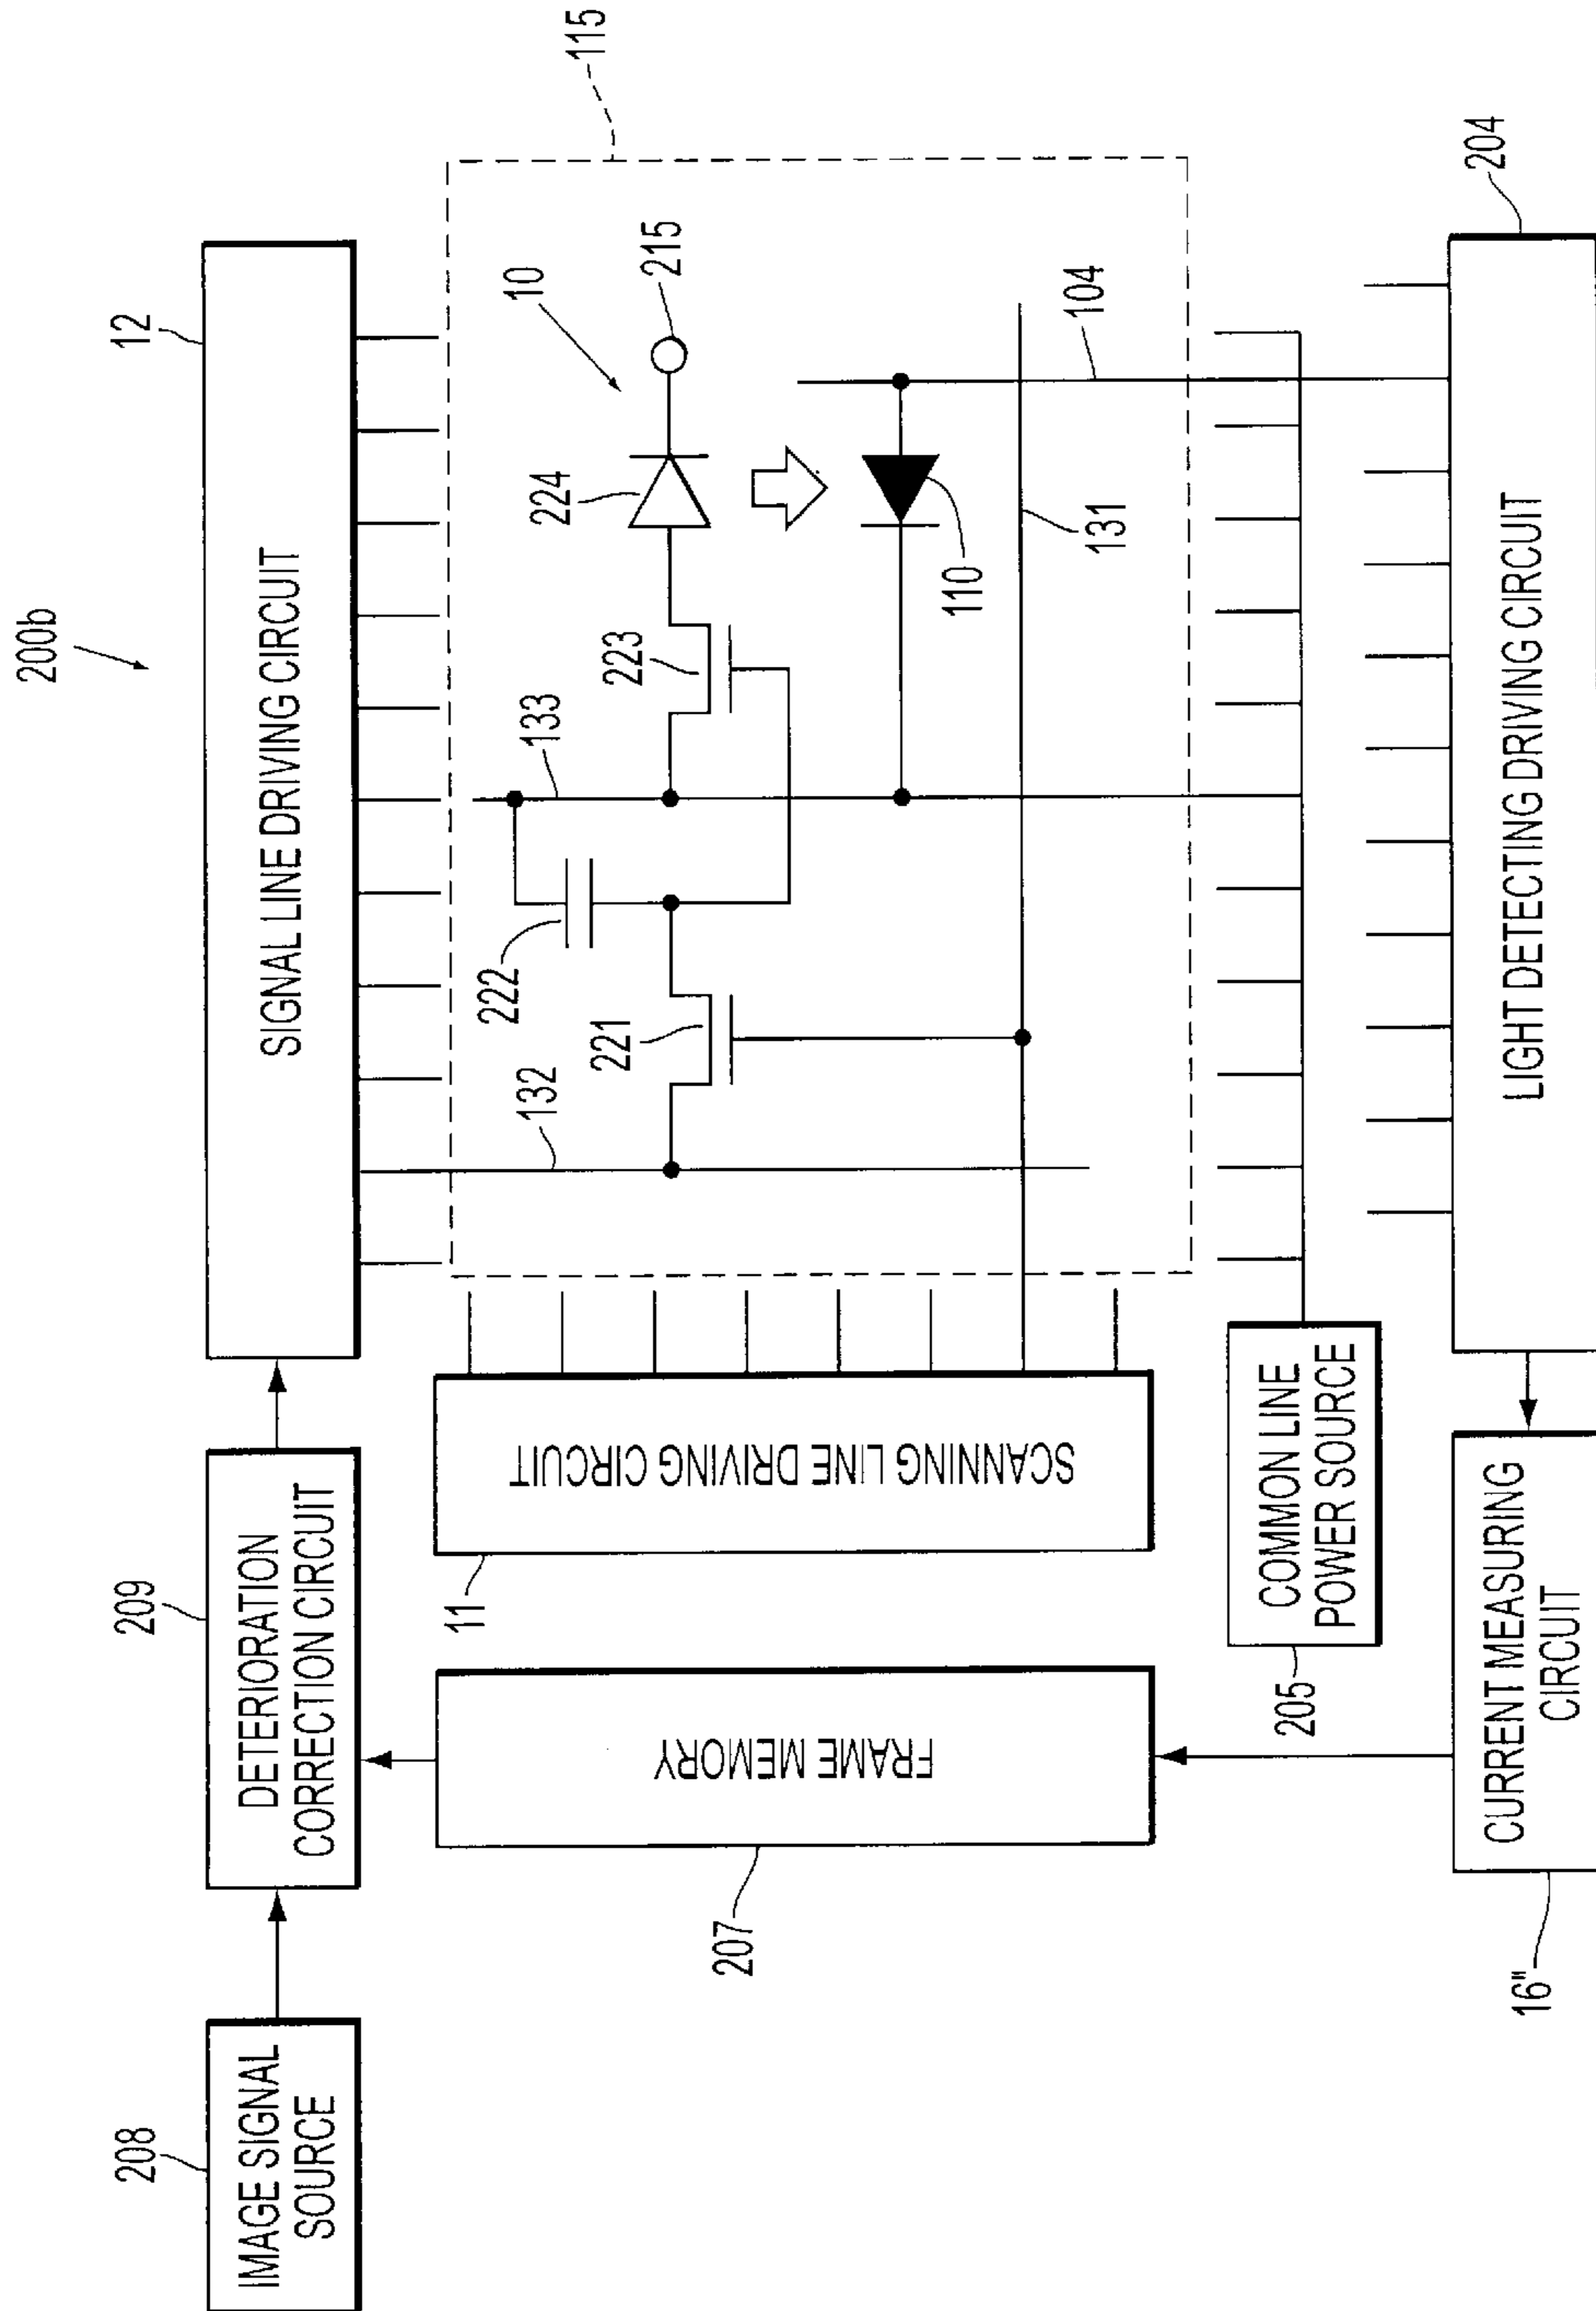 200b
12
SIGNAL LINE DRIVING CIRCUIT
209
DETERIORATION
CORRECTION CIRCUIT
208
IMAGE SIGNAL
SOURCE
115
10
215
224
223
133
222
221
132
110
131
104
SCANNING LINE DRIVING CIRCUIT
11
FRAME MEMORY
207
COMMON LINE
POWER SOURCE
205
204
LIGHT DETECTING DRIVING CIRCUIT
CURRENT MEASURING
CIRCUIT
16"